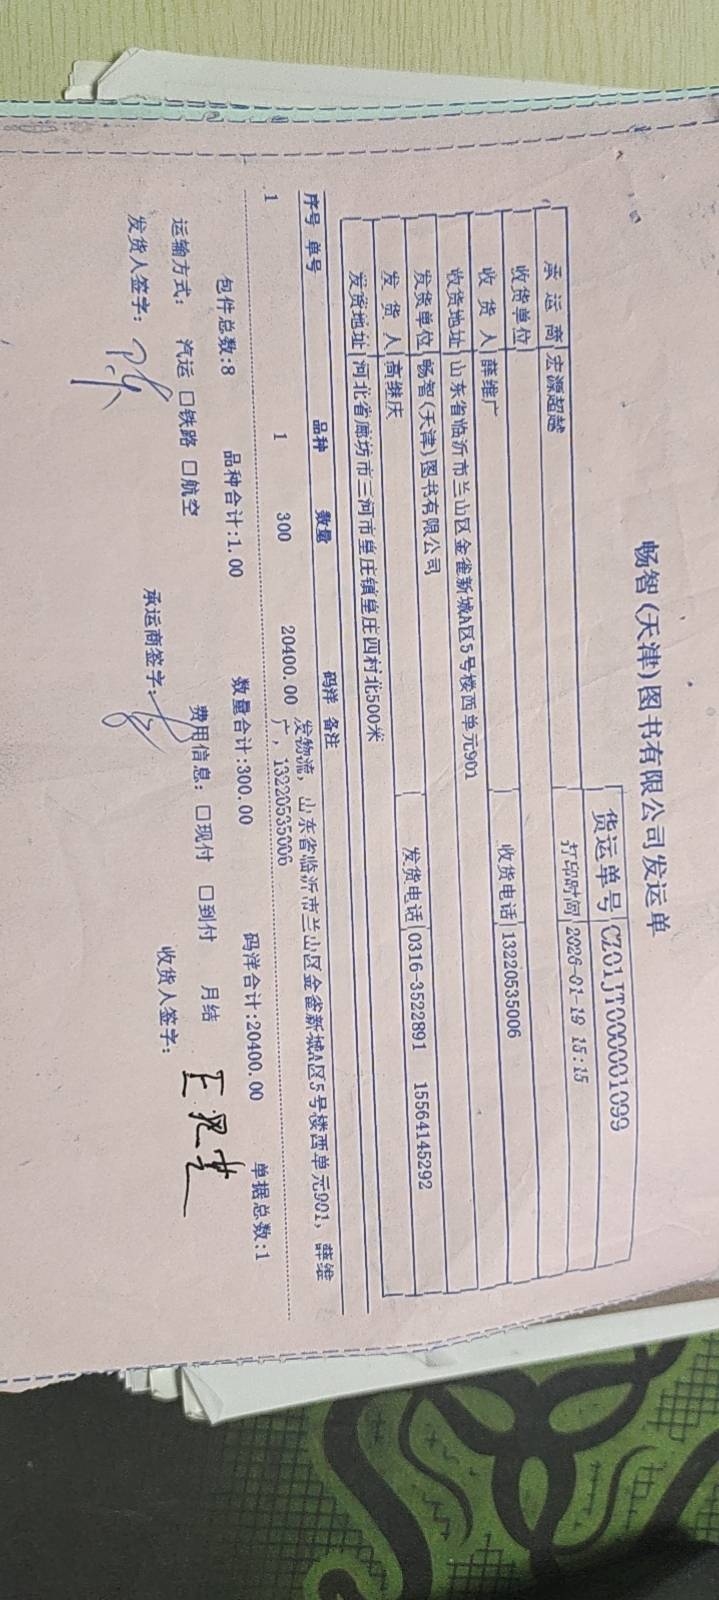 畅智(天津)图书有限公司发运单
货运单号 CZ01JT000001099
打印时间 2026-01-19 15:15
承 运 商 宏源超越
收货单位
收 货 人 薛维广 收货电话 13220535006
收货地址 山东省临沂市兰山区金雀新城A区5号楼西单元901
发货单位 畅智(天津)图书有限公司
发 货 人 高继庆 发货电话 0316-3522891 15564145292
发货地址 河北省廊坊市三河市皇庄镇皇庄四村北500米
序号 单号 品种 数量 码洋 备注
1 1 300 20400.00 发物流, 山东省临沂市兰山区金雀新城A区5号楼西单元901, 薛维
广, 13220535006
包件总数:8 品种合计:1.00 数量合计:300.00 码洋合计:20400.00 单据总数:1
运输方式: 汽运 □铁路 □航空 费用信息: □现付 □到付 月结
发货人签字: 承运商签字: 收货人签字: